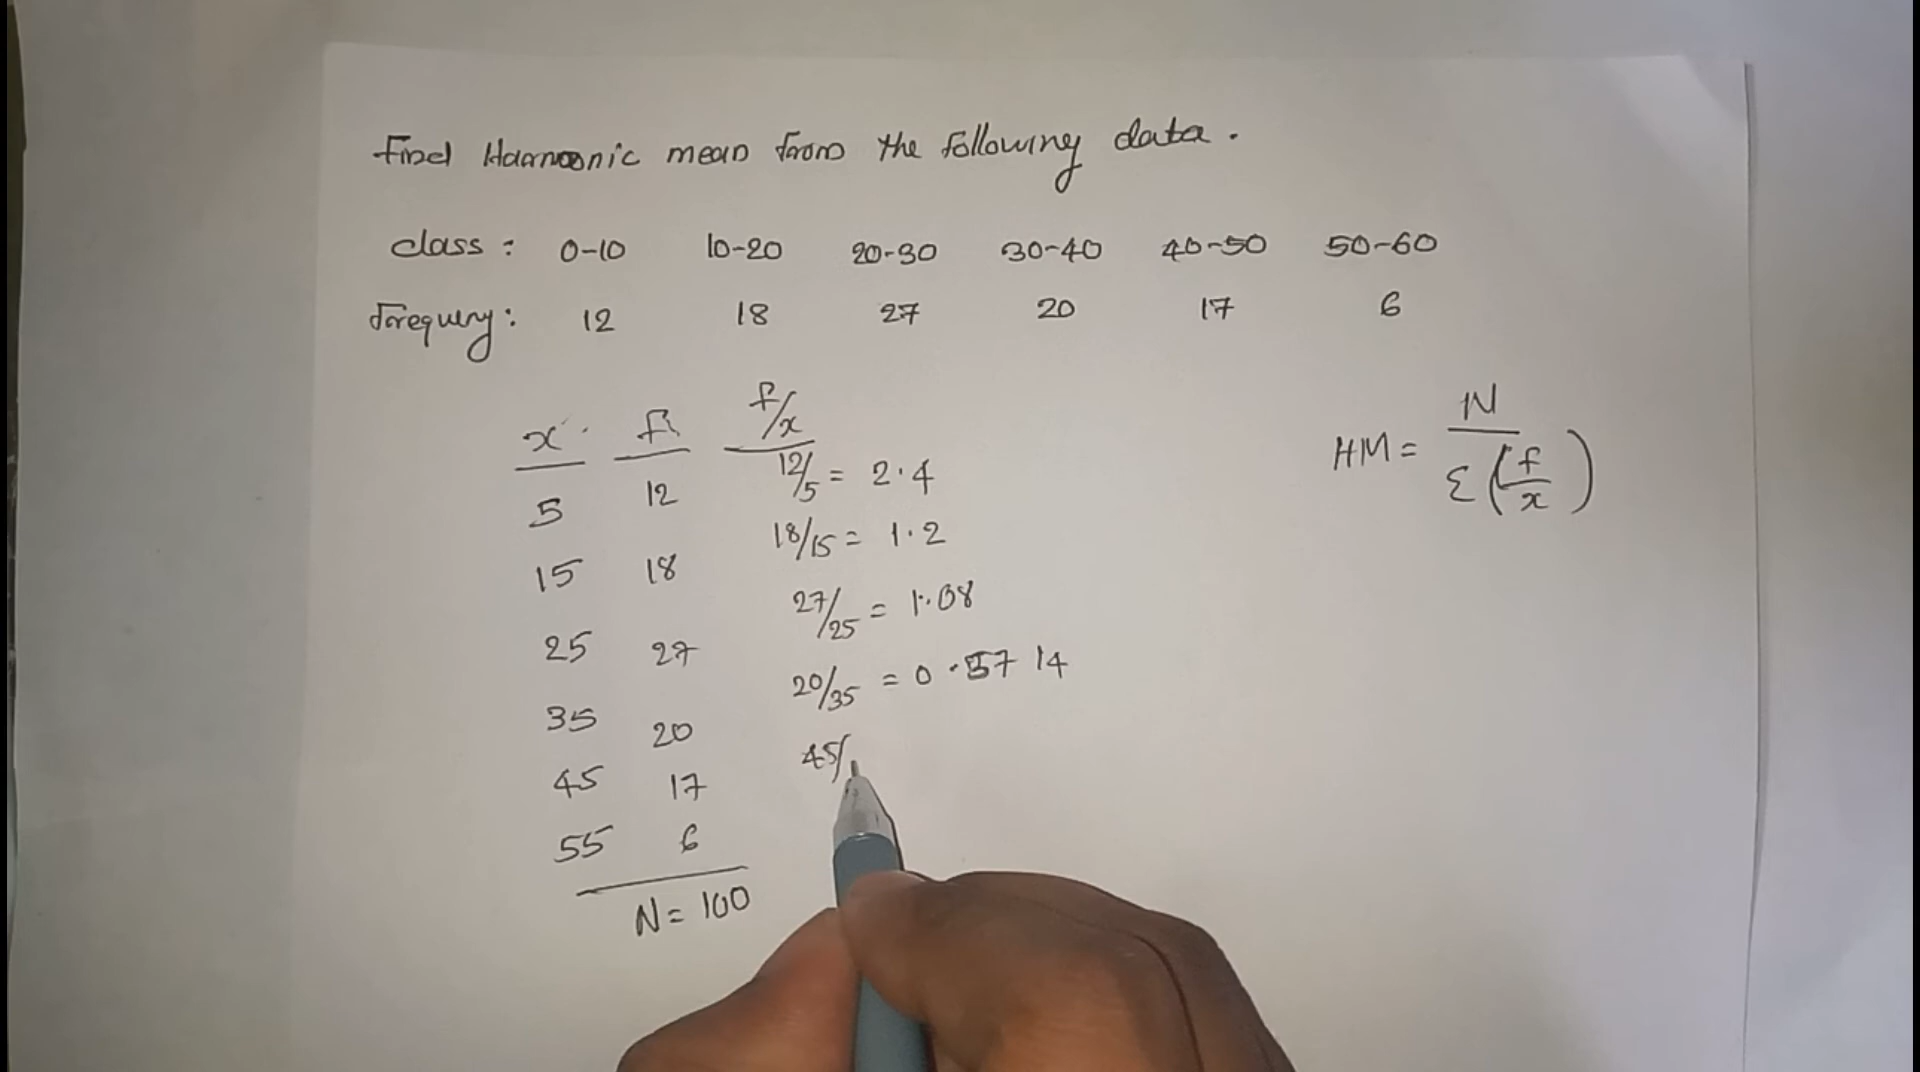 Find Harmonic mean from the following data.
class: 0-10 10-20 20-30 30-40 40-50 50-60
frequency: 12 18 27 20 17 6
x f f/x
HM = N / Σ(f/x)
5 12 12/5 = 2.4
15 18 18/15 = 1.2
25 27 27/25 = 1.08
35 20 20/35 = 0.5714
45 17 45/
55 6
N = 100